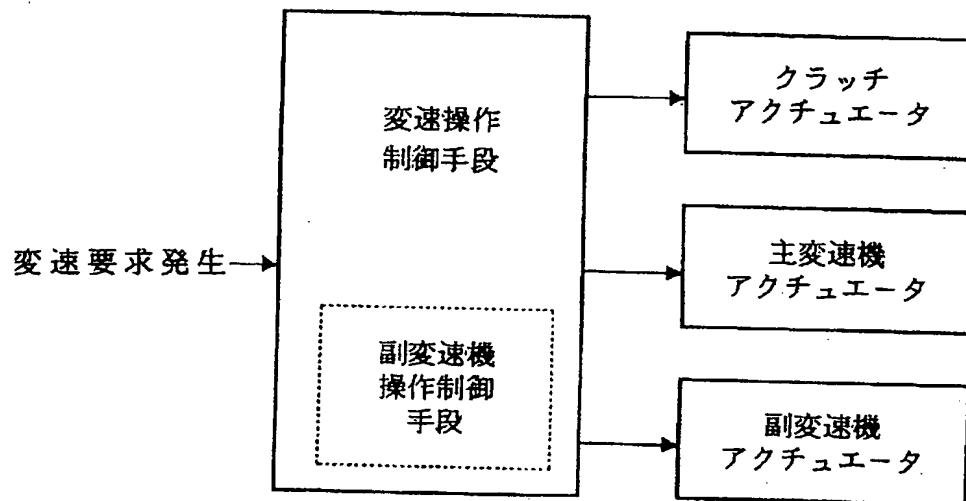 変速要求発生
変速操作
制御手段
副変速機
操作制御
手段
クラッチ
アクチュエータ
主変速機
アクチュエータ
副変速機
アクチュエータ